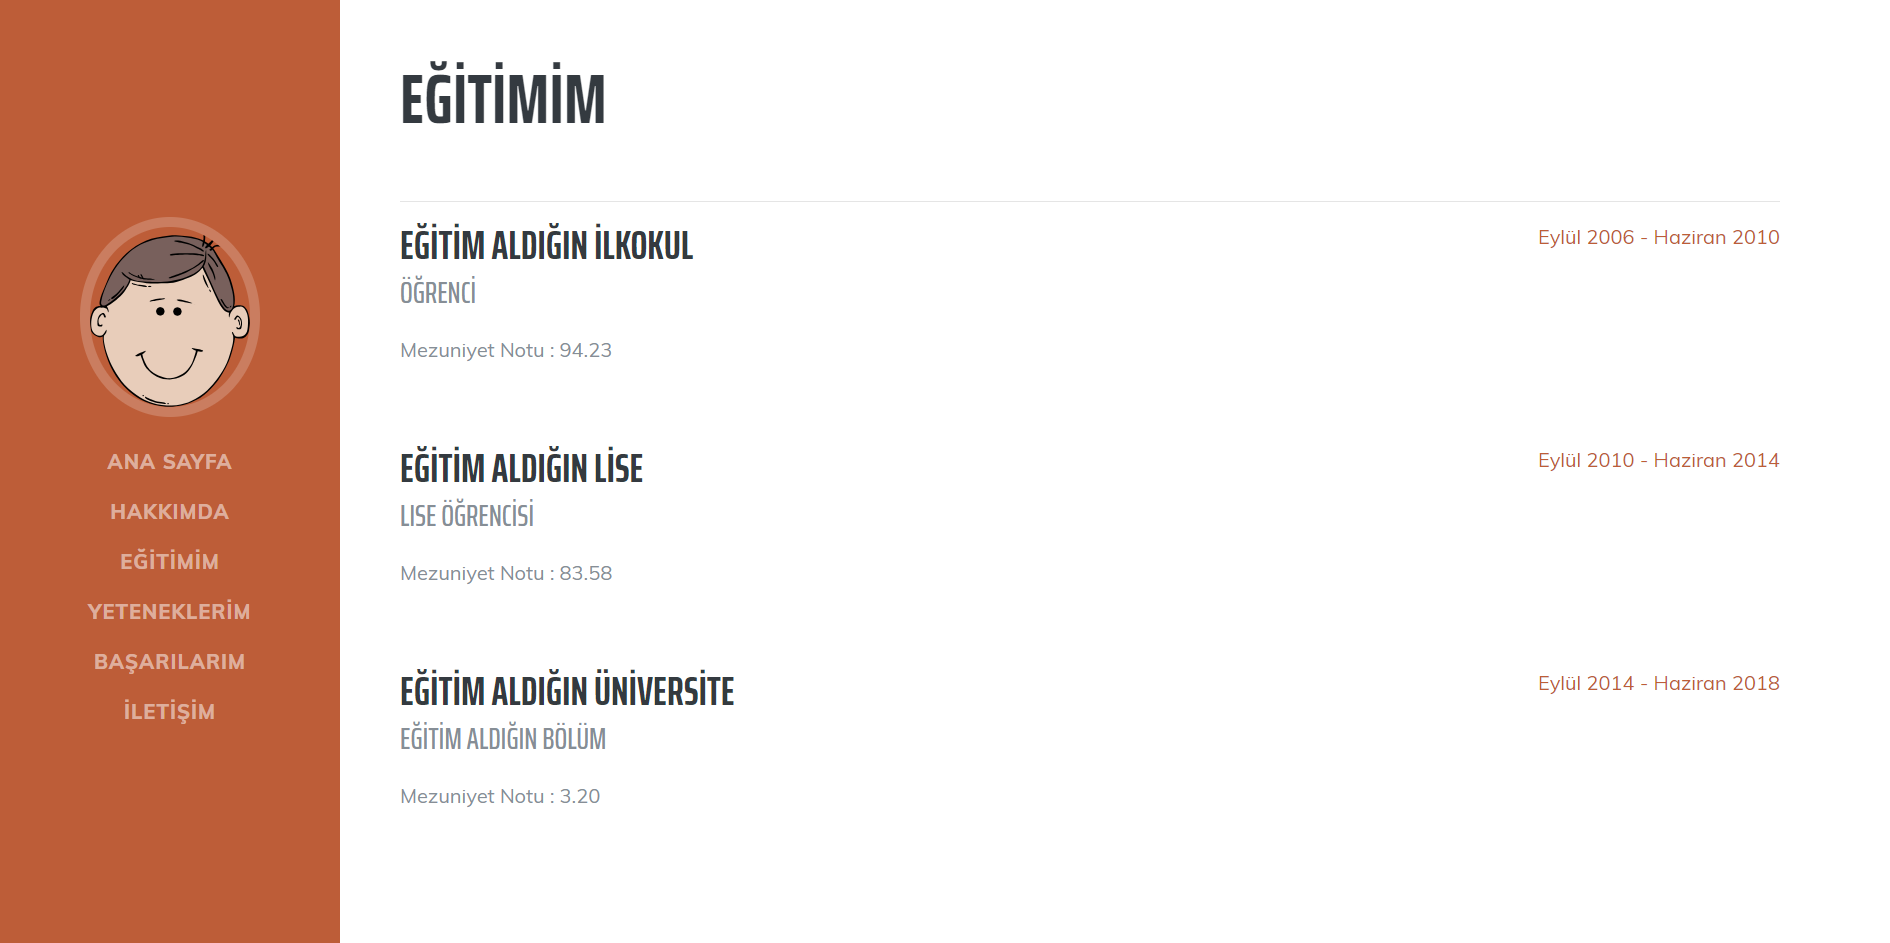 ANA SAYFA
HAKKIMDA
EĞİTİMİM
YETENEKLERİM
BAŞARILARIM
İLETİŞİM
EĞİTİMİM
EĞİTİM ALDIĞIN İLKOKUL
Eylül 2006 - Haziran 2010
ÖĞRENCİ
Mezuniyet Notu : 94.23
EĞİTİM ALDIĞIN LİSE
Eylül 2010 - Haziran 2014
LISE ÖĞRENCİSİ
Mezuniyet Notu : 83.58
EĞİTİM ALDIĞIN ÜNİVERSİTE
Eylül 2014 - Haziran 2018
EĞİTİM ALDIĞIN BÖLÜM
Mezuniyet Notu : 3.20